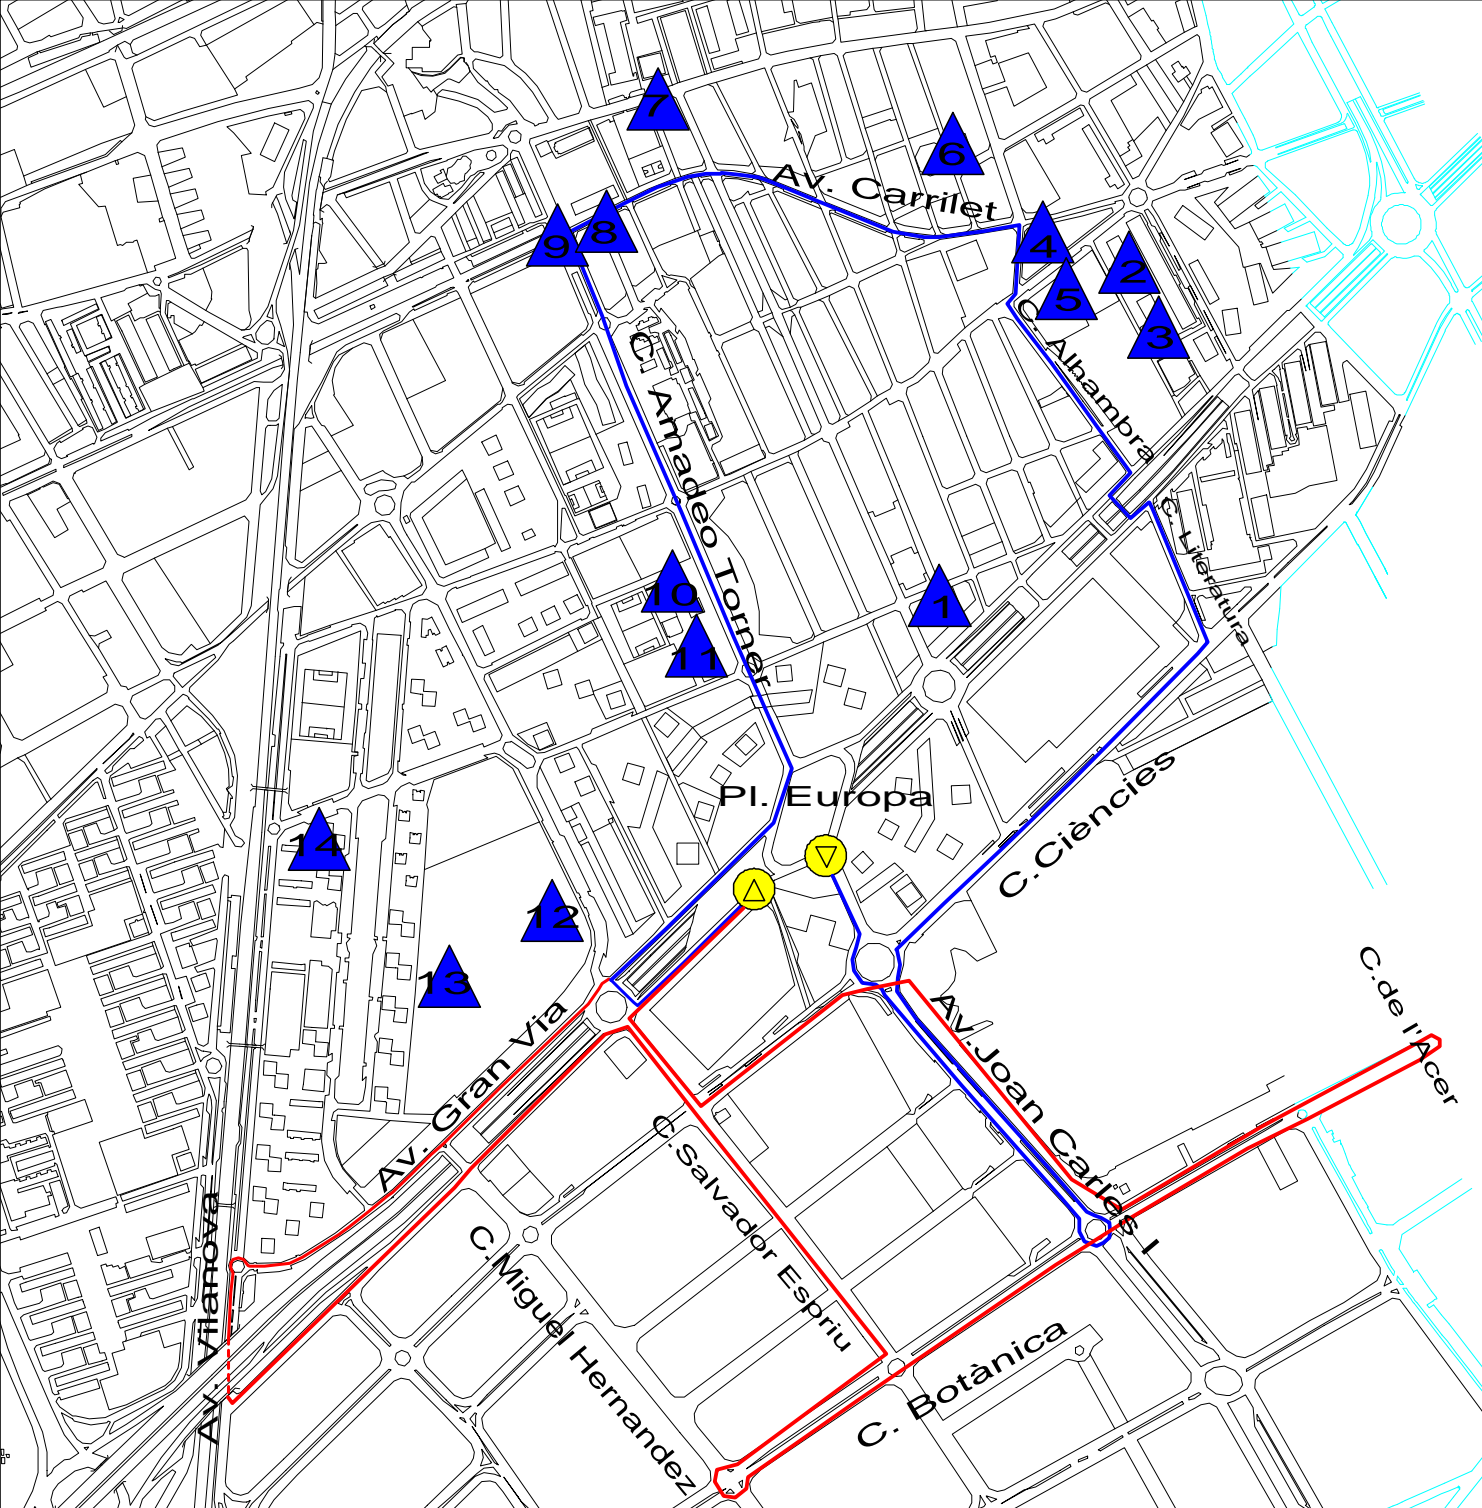 7
6
Av. Carrilet
8
9
4
2
5
3
C. Alhambra
C. Amadeo Torner
C. Literatura
10
1
11
Pl. Europa
C.Ciències
14
12
13
Av. Gran Via
Av.Joan Carles I
C.de l'Acer
C.Salvador Espriu
Av. Vilanova
C.Miguel Hernandez
C. Botànica